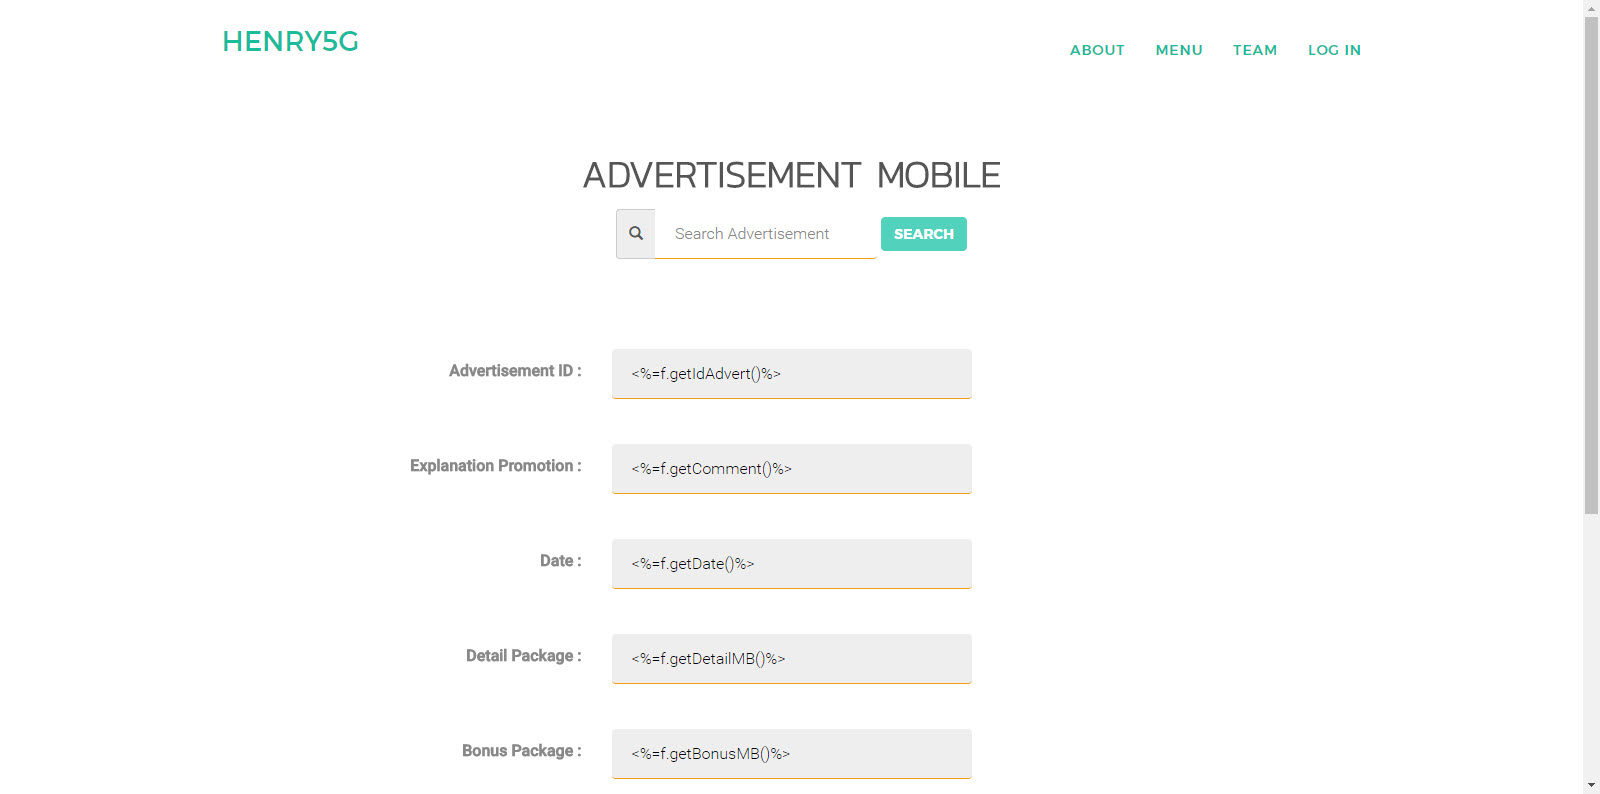 HENRY5G
ABOUT MENU TEAM LOG IN
ADVERTISEMENT MOBILE
Search Advertisement SEARCH
Advertisement ID : <%=f.getIdAdvert()%>
Explanation Promotion : <%=f.getComment()%>
Date : <%=f.getDate()%>
Detail Package : <%=f.getDetailMB()%>
Bonus Package : <%=f.getBonusMB()%>